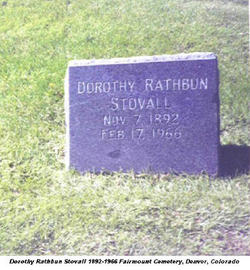 DOROTHY RATHBUN
STOVALL
NOV 7 1892
FEB 17 1966
Dorothy Rathbun Stovall 1892-1966 Fairmount Cemetery, Denver, Colorado